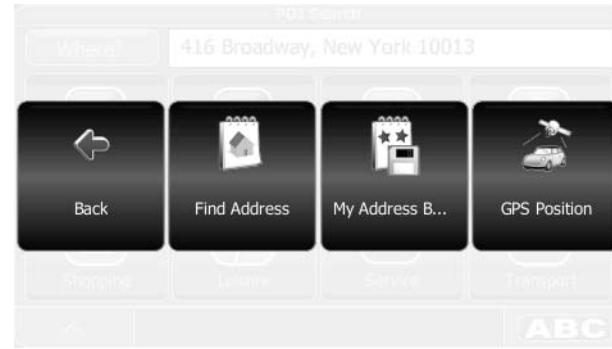 POI Search
Where?
416 Broadway, New York 10013
Back
Find Address
My Address B...
GPS Position
Shopping
Leisure
Service
Transport
ABC